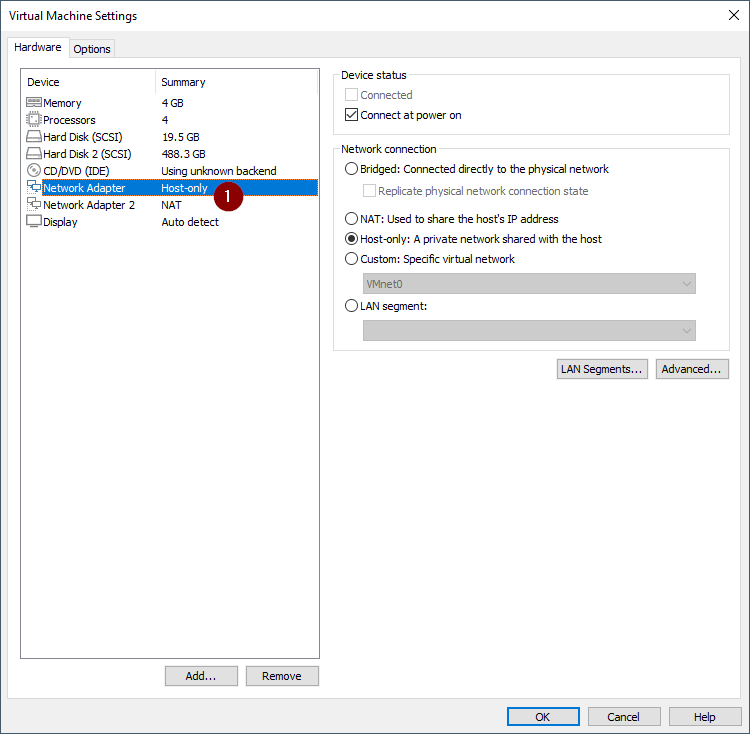 Virtual Machine Settings
Hardware
Options
Device Summary
Memory 4 GB
Processors 4
Hard Disk (SCSI) 19.5 GB
Hard Disk 2 (SCSI) 488.3 GB
CD/DVD (IDE) Using unknown backend
Network Adapter Host-only 1
Network Adapter 2 NAT
Display Auto detect
Add... Remove
Device status
Connected
Connect at power on
Network connection
Bridged: Connected directly to the physical network
Replicate physical network connection state
NAT: Used to share the host's IP address
Host-only: A private network shared with the host
Custom: Specific virtual network
VMnet0
LAN segment:
LAN Segments... Advanced...
OK Cancel Help